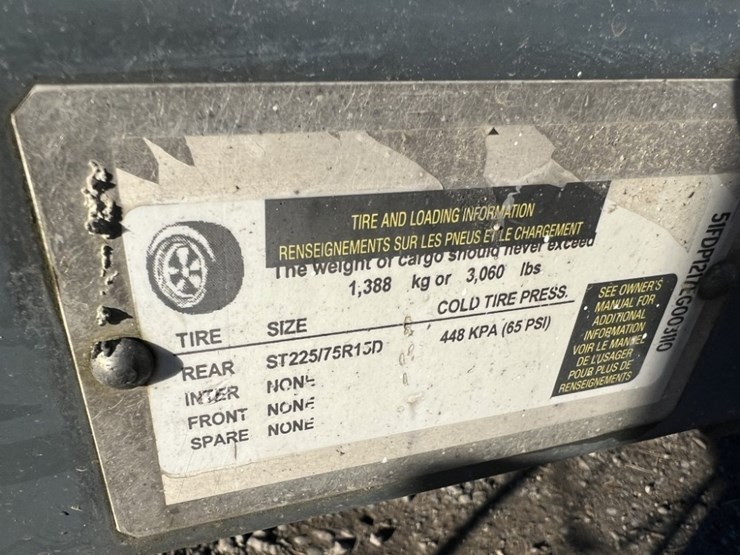 TIRE AND LOADING INFORMATION
RENSEIGNEMENTS SUR LES PNEUS ET LE CHARGEMENT
The weight of cargo should never exceed
1,388 kg or 3,060 lbs
TIRE SIZE COLD TIRE PRESS.
REAR ST225/75R15D 448 KPA (65 PSI)
INTER NONE
FRONT NONE
SPARE NONE
SEE OWNER'S
MANUAL FOR
ADDITIONAL
INFORMATION
VOIR LE MANUEL
DE L'USAGER
POUR PLUS DE
RENSEIGNEMENTS